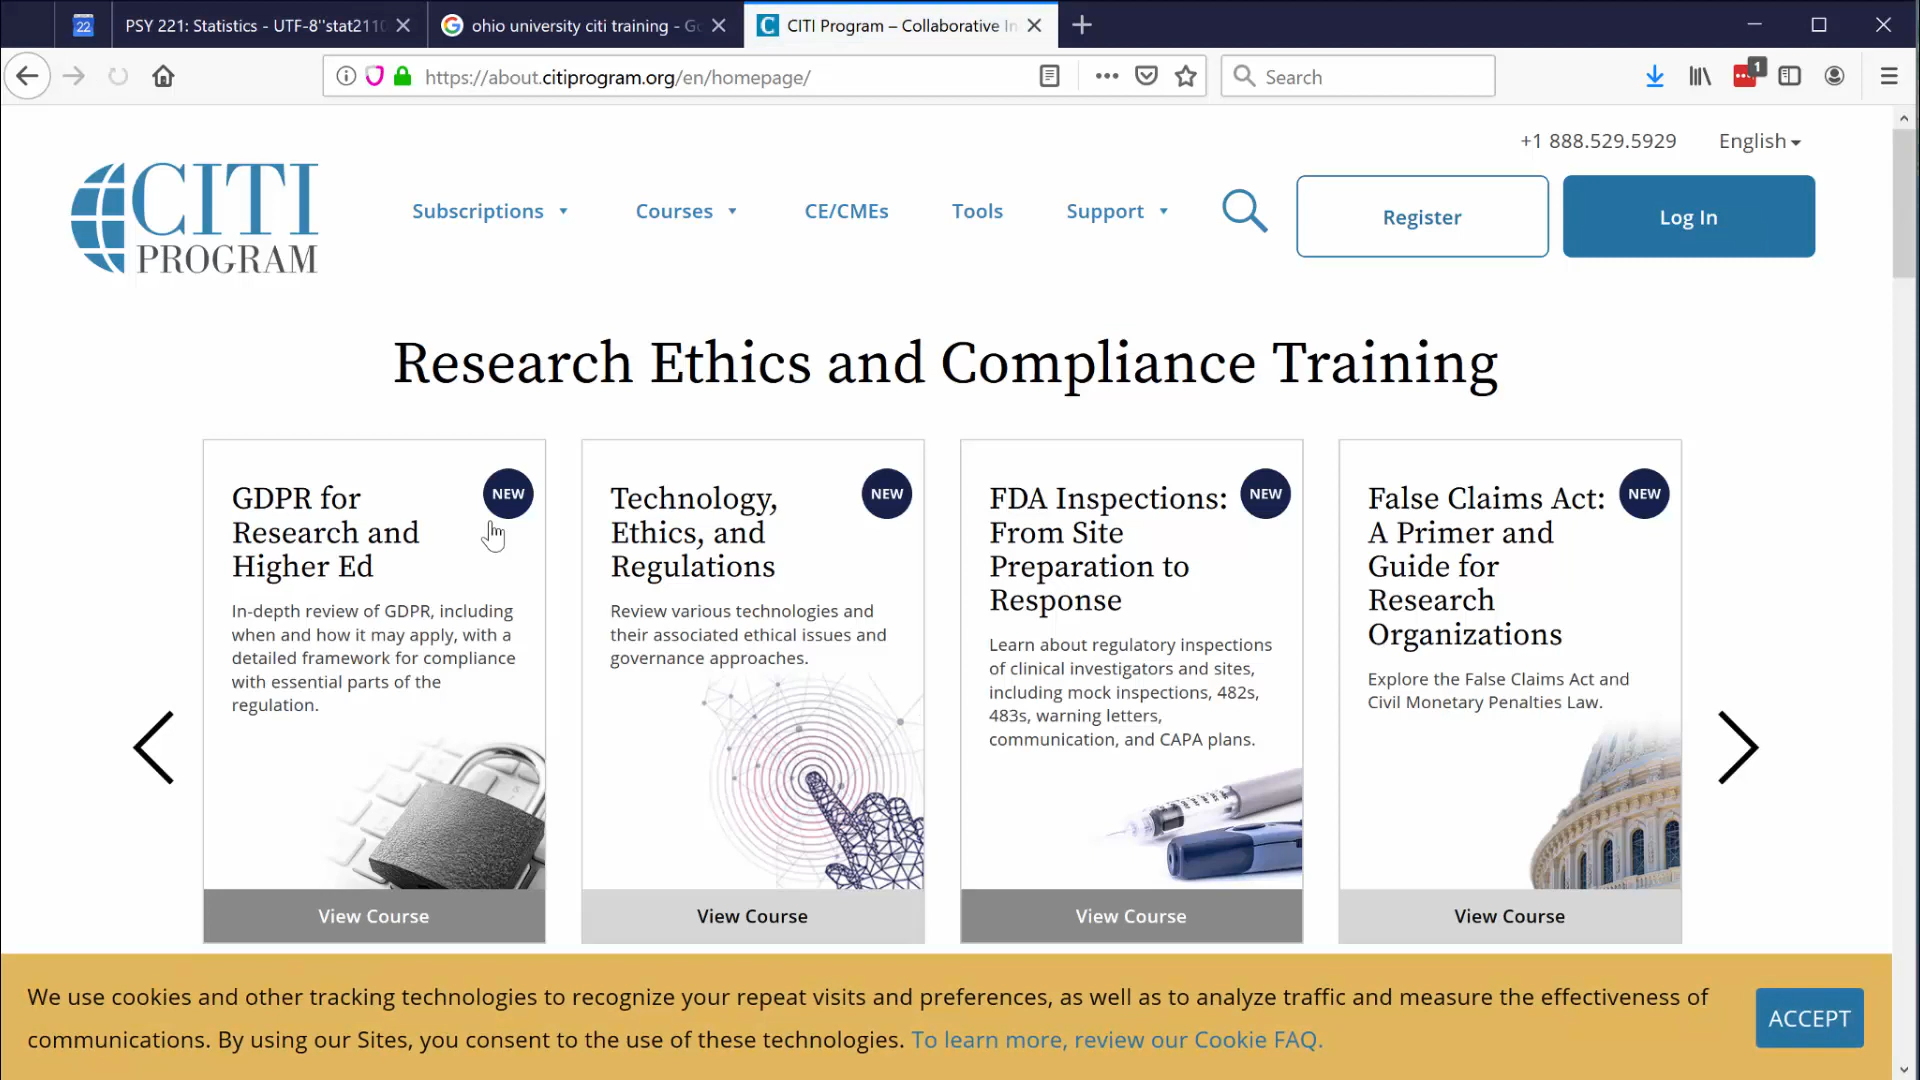 22
PSY 221: Statistics - UTF-8''stat2110
ohio university citi training - Go
CITI Program – Collaborative In
https://about.citiprogram.org/en/homepage/
Search
1
+1 888.529.5929
English
CITI
PROGRAM
Subscriptions
Courses
CE/CMEs
Tools
Support
Register
Log In
Research Ethics and Compliance Training
GDPR for
Research and
Higher Ed
NEW
In-depth review of GDPR, including
when and how it may apply, with a
detailed framework for compliance
with essential parts of the
regulation.
View Course
Technology,
Ethics, and
Regulations
NEW
Review various technologies and
their associated ethical issues and
governance approaches.
View Course
FDA Inspections:
From Site
Preparation to
Response
NEW
Learn about regulatory inspections
of clinical investigators and sites,
including mock inspections, 482s,
483s, warning letters,
communication, and CAPA plans.
View Course
False Claims Act:
A Primer and
Guide for
Research
Organizations
NEW
Explore the False Claims Act and
Civil Monetary Penalties Law.
View Course
We use cookies and other tracking technologies to recognize your repeat visits and preferences, as well as to analyze traffic and measure the effectiveness of
communications. By using our Sites, you consent to the use of these technologies. To learn more, review our Cookie FAQ.
ACCEPT